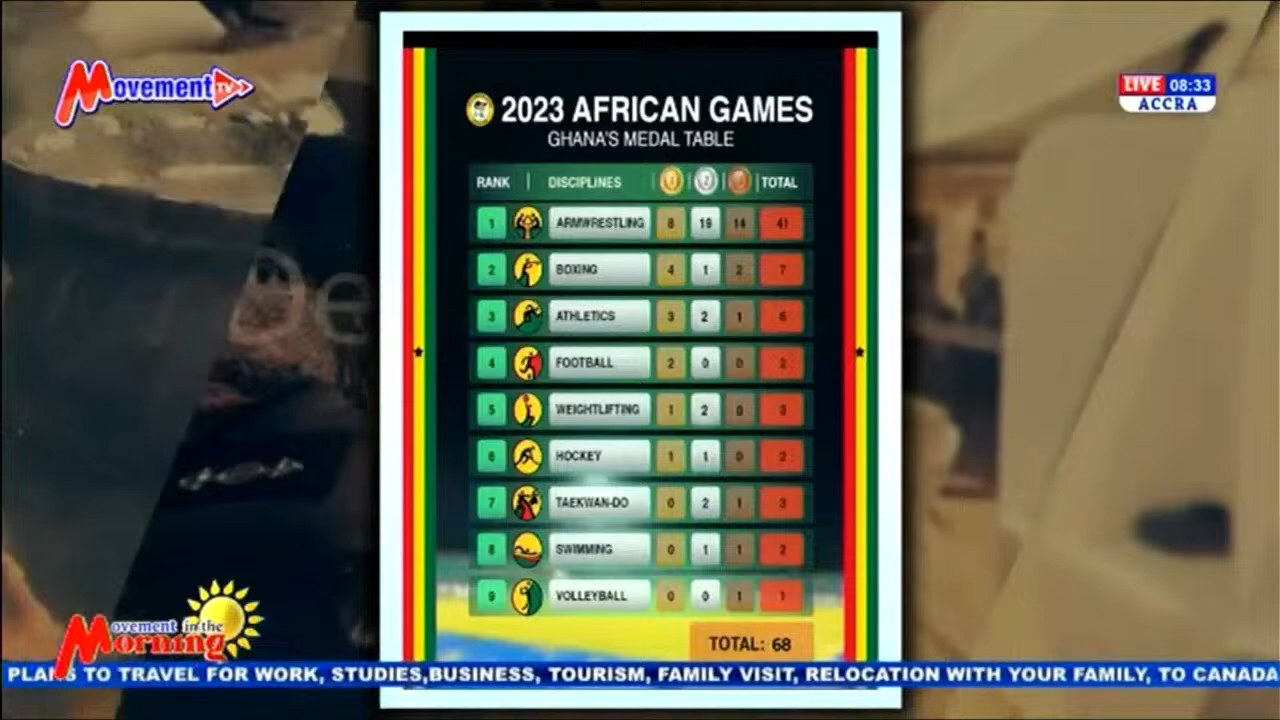 Movement TV
LIVE 08:33
ACCRA
2023 AFRICAN GAMES
GHANA'S MEDAL TABLE
RANK | DISCIPLINES | 1 | 2 | | TOTAL
1 ARMWRESTLING 8 19 14 41
2 BOXING 4 1 2 7
3 ATHLETICS 3 2 1 6
4 FOOTBALL 2 0 0 2
5 WEIGHTLIFTING 1 2 0 3
6 HOCKEY 1 1 0 2
7 TAEKWAN-DO 0 2 1 3
8 SWIMMING 0 1 1 2
9 VOLLEYBALL 0 0 1 1
TOTAL: 68
De
Movement in the
Morning
PLANS TO TRAVEL FOR WORK, STUDIES,BUSINESS, TOURISM, FAMILY VISIT, RELOCATION WITH YOUR FAMILY, TO CANADA